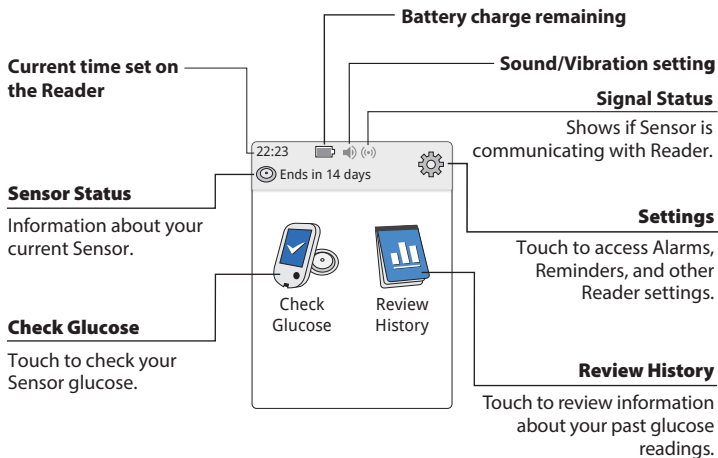 Battery charge remaining
Current time set on
the Reader
Sound/Vibration setting
Signal Status
Shows if Sensor is
communicating with Reader.
22:23
Ends in 14 days
Sensor Status
Information about your
current Sensor.
Settings
Touch to access Alarms,
Reminders, and other
Reader settings.
Check
Glucose
Review
History
Check Glucose
Touch to check your
Sensor glucose.
Review History
Touch to review information
about your past glucose
readings.